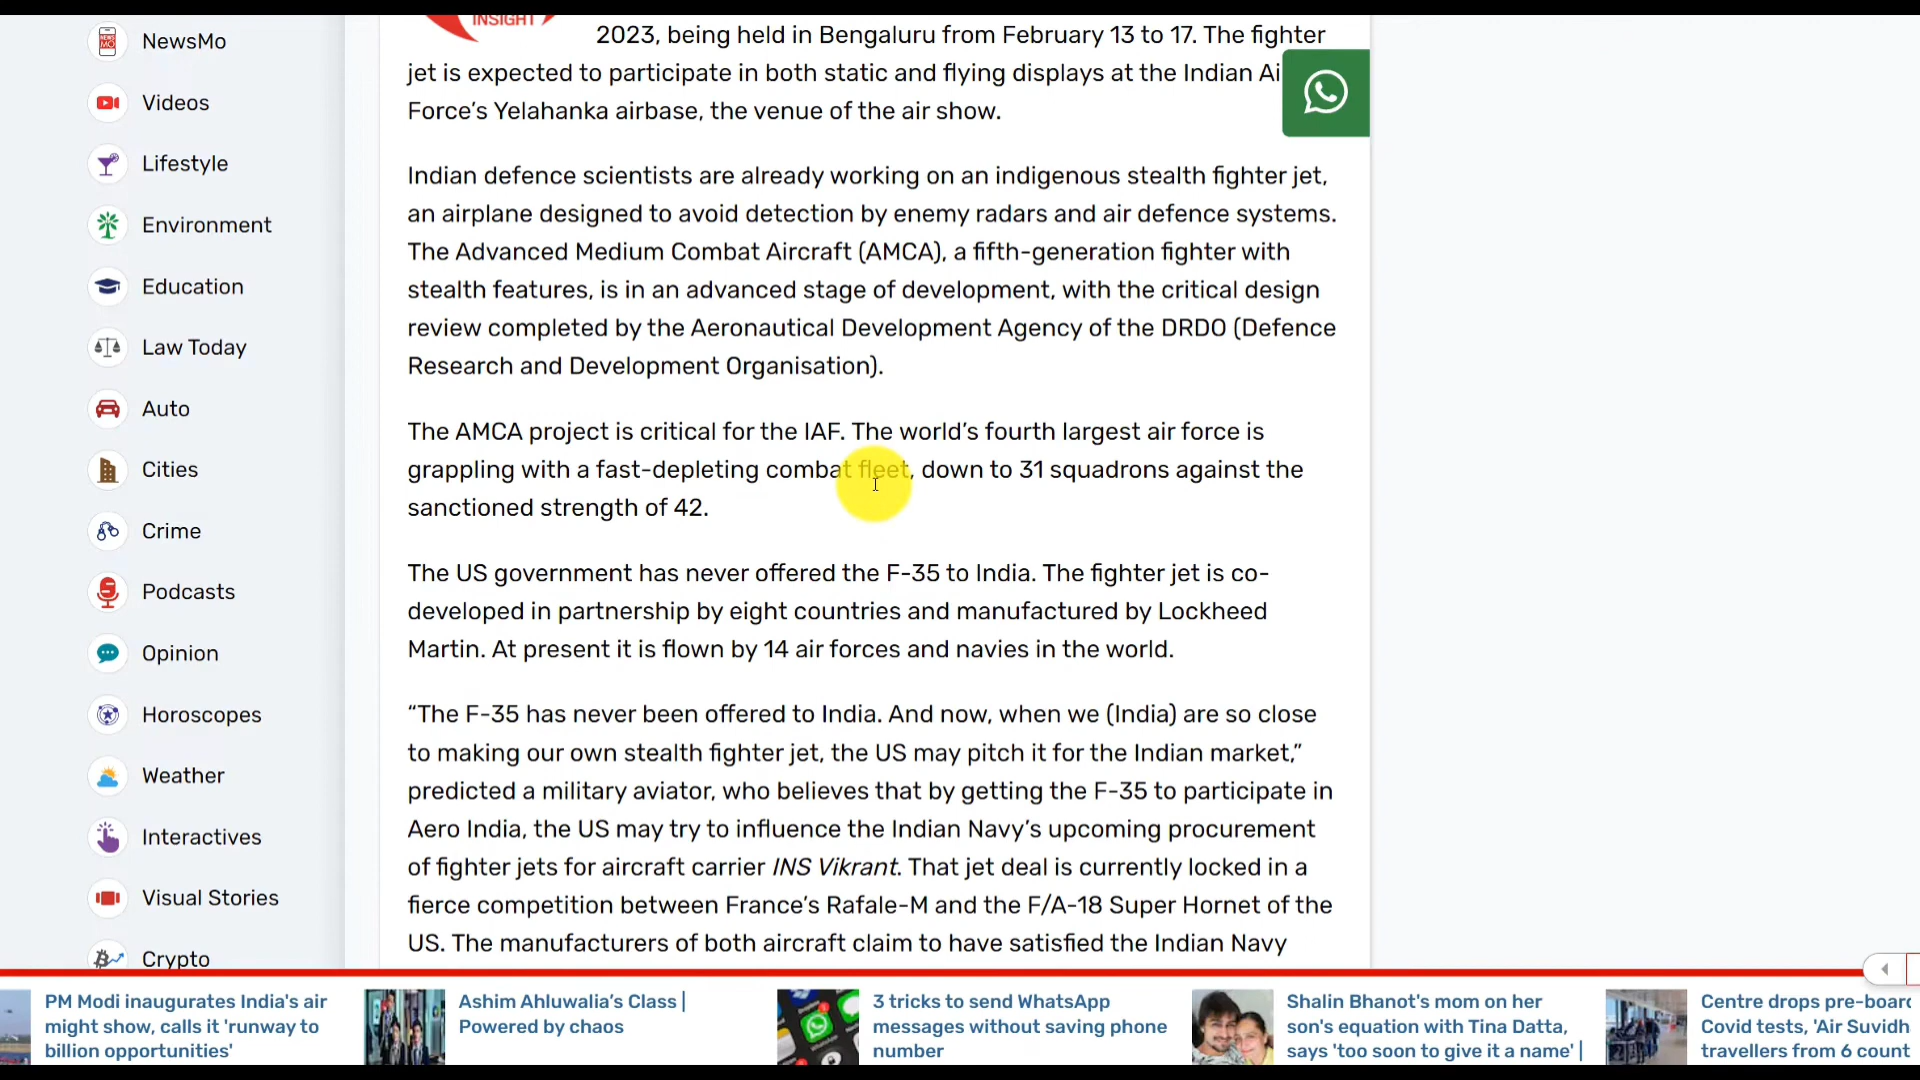 NewsMo
Videos
Lifestyle
Environment
Education
Law Today
Auto
Cities
Crime
Podcasts
Opinion
Horoscopes
Weather
Interactives
Visual Stories
Crypto
INSIGHT
2023, being held in Bengaluru from February 13 to 17. The fighter
jet is expected to participate in both static and flying displays at the Indian Ai
Force’s Yelahanka airbase, the venue of the air show.
Indian defence scientists are already working on an indigenous stealth fighter jet,
an airplane designed to avoid detection by enemy radars and air defence systems.
The Advanced Medium Combat Aircraft (AMCA), a fifth-generation fighter with
stealth features, is in an advanced stage of development, with the critical design
review completed by the Aeronautical Development Agency of the DRDO (Defence
Research and Development Organisation).
The AMCA project is critical for the IAF. The world’s fourth largest air force is
grappling with a fast-depleting combat fleet, down to 31 squadrons against the
sanctioned strength of 42.
The US government has never offered the F-35 to India. The fighter jet is co-
developed in partnership by eight countries and manufactured by Lockheed
Martin. At present it is flown by 14 air forces and navies in the world.
“The F-35 has never been offered to India. And now, when we (India) are so close
to making our own stealth fighter jet, the US may pitch it for the Indian market,”
predicted a military aviator, who believes that by getting the F-35 to participate in
Aero India, the US may try to influence the Indian Navy’s upcoming procurement
of fighter jets for aircraft carrier INS Vikrant. That jet deal is currently locked in a
fierce competition between France’s Rafale-M and the F/A-18 Super Hornet of the
US. The manufacturers of both aircraft claim to have satisfied the Indian Navy
PM Modi inaugurates India's air
might show, calls it 'runway to
billion opportunities'
Ashim Ahluwalia’s Class |
Powered by chaos
3 tricks to send WhatsApp
messages without saving phone
number
Shalin Bhanot's mom on her
son's equation with Tina Datta,
says 'too soon to give it a name' |
Centre drops pre-board
Covid tests, 'Air Suvidh
travellers from 6 count